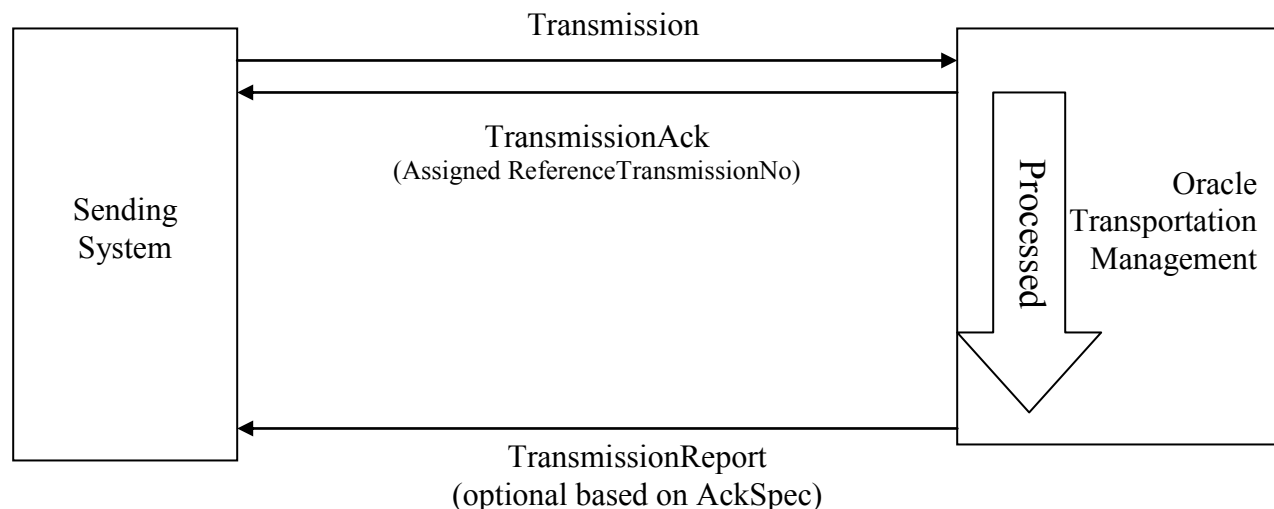 Transmission
TransmissionAck
(Assigned ReferenceTransmissionNo)
Sending
System
Processed
Oracle
Transportation
Management
TransmissionReport
(optional based on AckSpec)